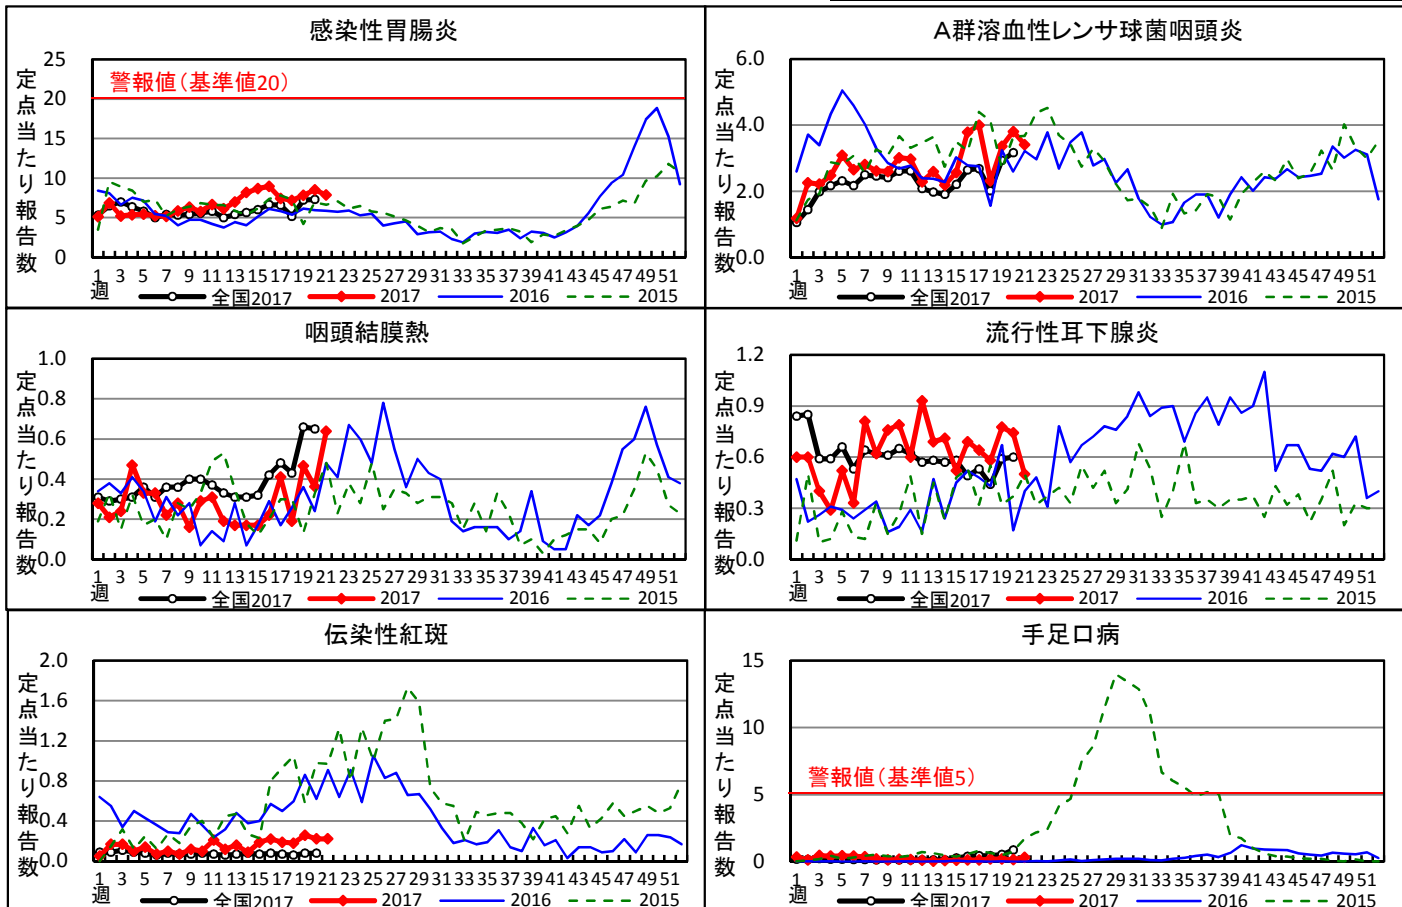 感染性胃腸炎
定点当たり報告数
25
20
15
10
5
0
警報値（基準値20）
1 3 5 7 9 11 13 15 17 19 21 23 25 27 29 31 33 35 37 39 41 43 45 47 49 51
週
全国2017 2017 2016 2015
A群溶血性レンサ球菌咽頭炎
定点当たり報告数
6.0
4.0
2.0
0.0
1 3 5 7 9 11 13 15 17 19 21 23 25 27 29 31 33 35 37 39 41 43 45 47 49 51
週
全国2017 2017 2016 2015
咽頭結膜熱
定点当たり報告数
1.0
0.8
0.6
0.4
0.2
0.0
1 3 5 7 9 11 13 15 17 19 21 23 25 27 29 31 33 35 37 39 41 43 45 47 49 51
週
全国2017 2017 2016 2015
流行性耳下腺炎
定点当たり報告数
1.2
0.9
0.6
0.3
0.0
1 3 5 7 9 11 13 15 17 19 21 23 25 27 29 31 33 35 37 39 41 43 45 47 49 51
週
全国2017 2017 2016 2015
伝染性紅斑
定点当たり報告数
2.0
1.6
1.2
0.8
0.4
0.0
1 3 5 7 9 11 13 15 17 19 21 23 25 27 29 31 33 35 37 39 41 43 45 47 49 51
週
全国2017 2017 2016 2015
手足口病
定点当たり報告数
15
10
5
0
警報値（基準値5）
1 3 5 7 9 11 13 15 17 19 21 23 25 27 29 31 33 35 37 39 41 43 45 47 49 51
週
全国2017 2017 2016 2015